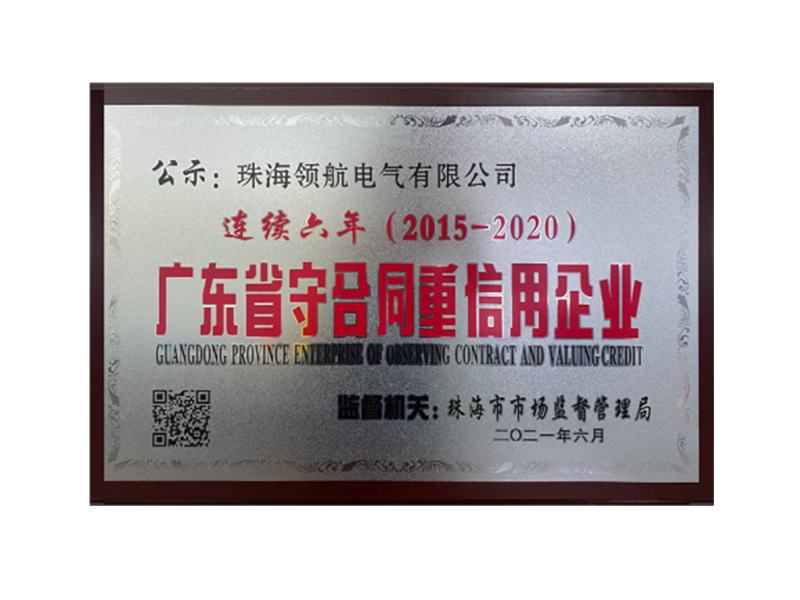 公示：珠海领航电气有限公司
连续六年（2015-2020）
广东省守合同重信用企业
GUANGDONG PROVINCE ENTERPRISE OF OBSERVING CONTRACT AND VALUING CREDIT
监督机关：珠海市市场监督管理局
二〇二一年六月